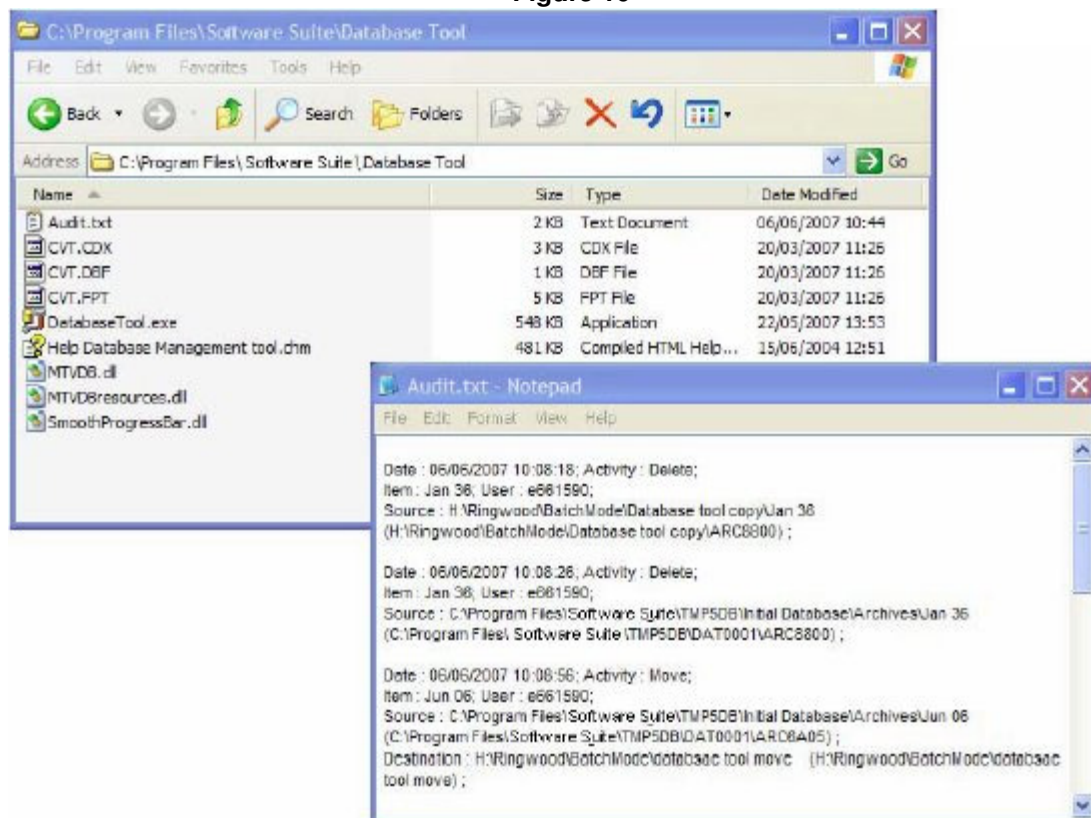 C:\Program Files\Software Suite\Database Tool
File Edit View Favorites Tools Help
Back Search Folders
Address C:\Program Files\ Software Suite \Database Tool Go
Name Size Type Date Modified
Audit.txt 2 KB Text Document 06/06/2007 10:44
CVT.CDX 3 KB CDX File 20/03/2007 11:26
CVT.DBF 1 KB DBF File 20/03/2007 11:26
CVT.FPT 5 KB FPT File 20/03/2007 11:26
DatabaseTool.exe 548 KB Application 22/05/2007 13:53
Help Database Management tool.chm 481 KB Compiled HTML Help... 15/06/2004 12:51
MTVDB.dll
MTVDBresources.dll
SmoothProgressBar.dll
Audit.txt - Notepad
File Edit Format View Help
Date : 06/06/2007 10:08:18; Activity : Delete;
Item : Jan 36; User : e661590;
Source : H:\Ringwood\BatchMode\Database tool copy\Jan 36
(H:\Ringwood\BatchMode\Database tool copy\ARC8800) ;
Date : 06/06/2007 10:08:26; Activity : Delete;
Item : Jan 36; User : e661590;
Source : C:\Program Files\Software Suite\TMP5DB\Initial Database\Archives\Jan 36
(C:\Program Files\ Software Suite \TMP5DB\DAT0001\ARC8800) ;
Date : 06/06/2007 10:08:56; Activity : Move;
Item : Jun 06; User : e661590;
Source : C:\Program Files\Software Suite\TMP5DB\Initial Database\Archives\Jun 06
(C:\Program Files\Software Suite\TMP5DB\DAT0001\ARC6A05) ;
Destination : H:\Ringwood\BatchMode\databsae tool move (H:\Ringwood\BatchMode\databsae
tool move) ;